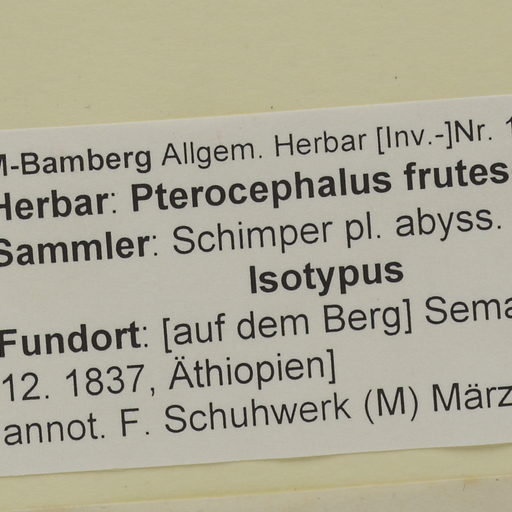 M-Bamberg Allgem. Herbar [Inv.-]Nr. 1
Herbar: Pterocephalus frutes
Sammler: Schimper pl. abyss.
Isotypus
Fundort: [auf dem Berg] Sema
12. 1837, Äthiopien]
annot. F. Schuhwerk (M) März